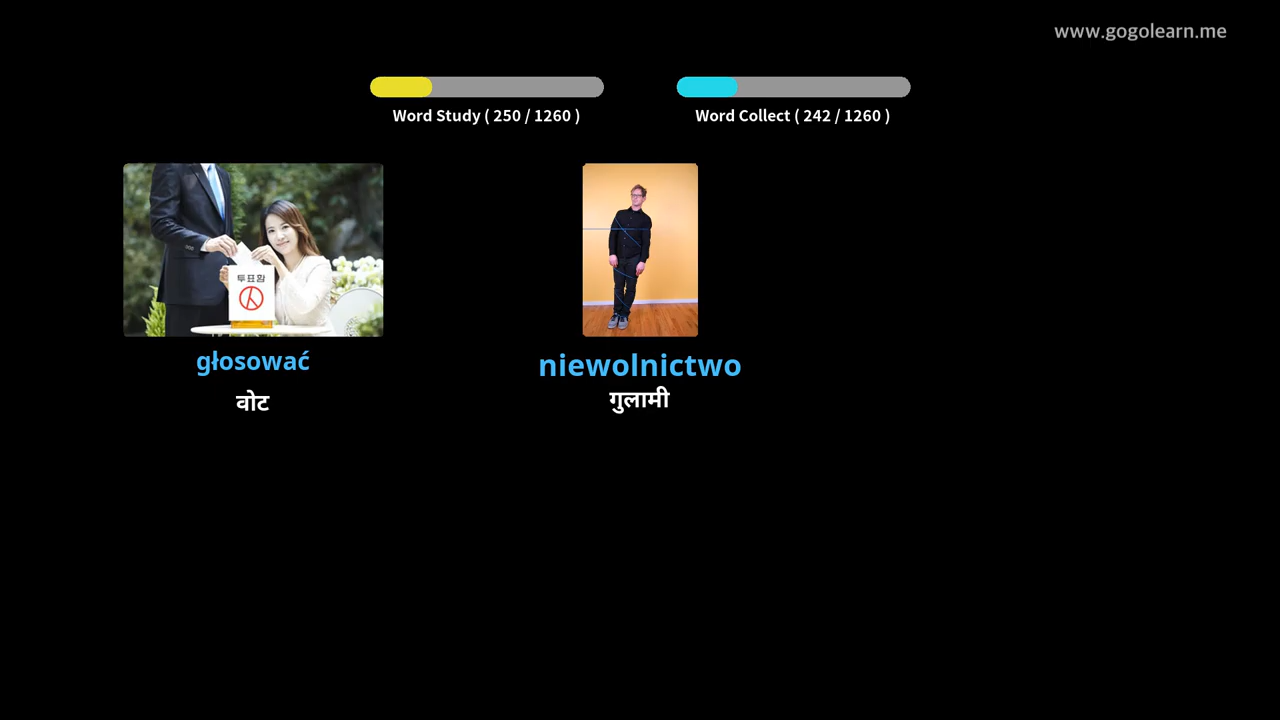 www.gogolearn.me
Word Study ( 250 / 1260 )
Word Collect ( 242 / 1260 )
투표함
głosować
वोट
niewolnictwo
गुलामी